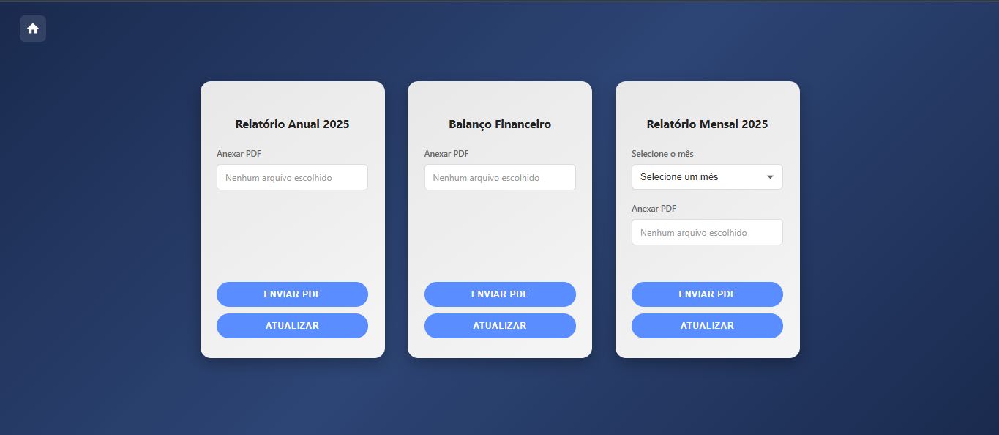 Relatório Anual 2025
Anexar PDF
Nenhum arquivo escolhido
ENVIAR PDF
ATUALIZAR
Balanço Financeiro
Anexar PDF
Nenhum arquivo escolhido
ENVIAR PDF
ATUALIZAR
Relatório Mensal 2025
Selecione o mês
Selecione um mês
Anexar PDF
Nenhum arquivo escolhido
ENVIAR PDF
ATUALIZAR